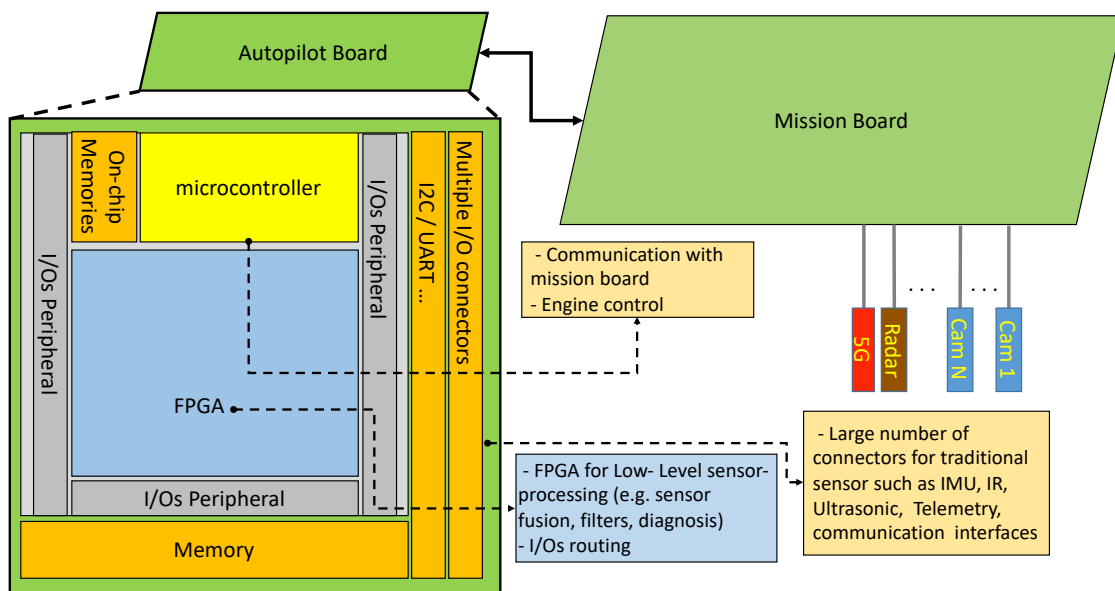 Autopilot Board
Mission Board
On-chip
Memories
microcontroller
I/Os Peripheral
I/Os Peripheral
I2C / UART ...
Multiple I/O connectors
FPGA
I/Os Peripheral
Memory
- Communication with
mission board
- Engine control
. . .
. . .
5G
Radar
Cam N
Cam 1
- FPGA for Low- Level sensor-
processing (e.g. sensor
fusion, filters, diagnosis)
- I/Os routing
- Large number of
connectors for traditional
sensor such as IMU, IR,
Ultrasonic, Telemetry,
communication interfaces